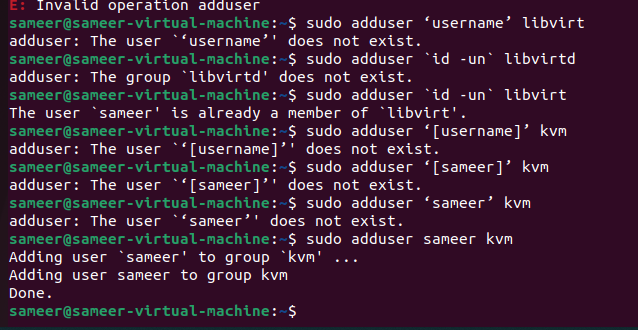 E: Invalid operation adduser
sameer@sameer-virtual-machine:~$ sudo adduser ‘username’ libvirt
adduser: The user `‘username’' does not exist.
sameer@sameer-virtual-machine:~$ sudo adduser `id -un` libvirtd
adduser: The group `libvirtd' does not exist.
sameer@sameer-virtual-machine:~$ sudo adduser `id -un` libvirt
The user `sameer' is already a member of `libvirt'.
sameer@sameer-virtual-machine:~$ sudo adduser ‘[username]’ kvm
adduser: The user `‘[username]’' does not exist.
sameer@sameer-virtual-machine:~$ sudo adduser ‘[sameer]’ kvm
adduser: The user `‘[sameer]’' does not exist.
sameer@sameer-virtual-machine:~$ sudo adduser ‘sameer’ kvm
adduser: The user `‘sameer’' does not exist.
sameer@sameer-virtual-machine:~$ sudo adduser sameer kvm
Adding user `sameer' to group `kvm' ...
Adding user sameer to group kvm
Done.
sameer@sameer-virtual-machine:~$